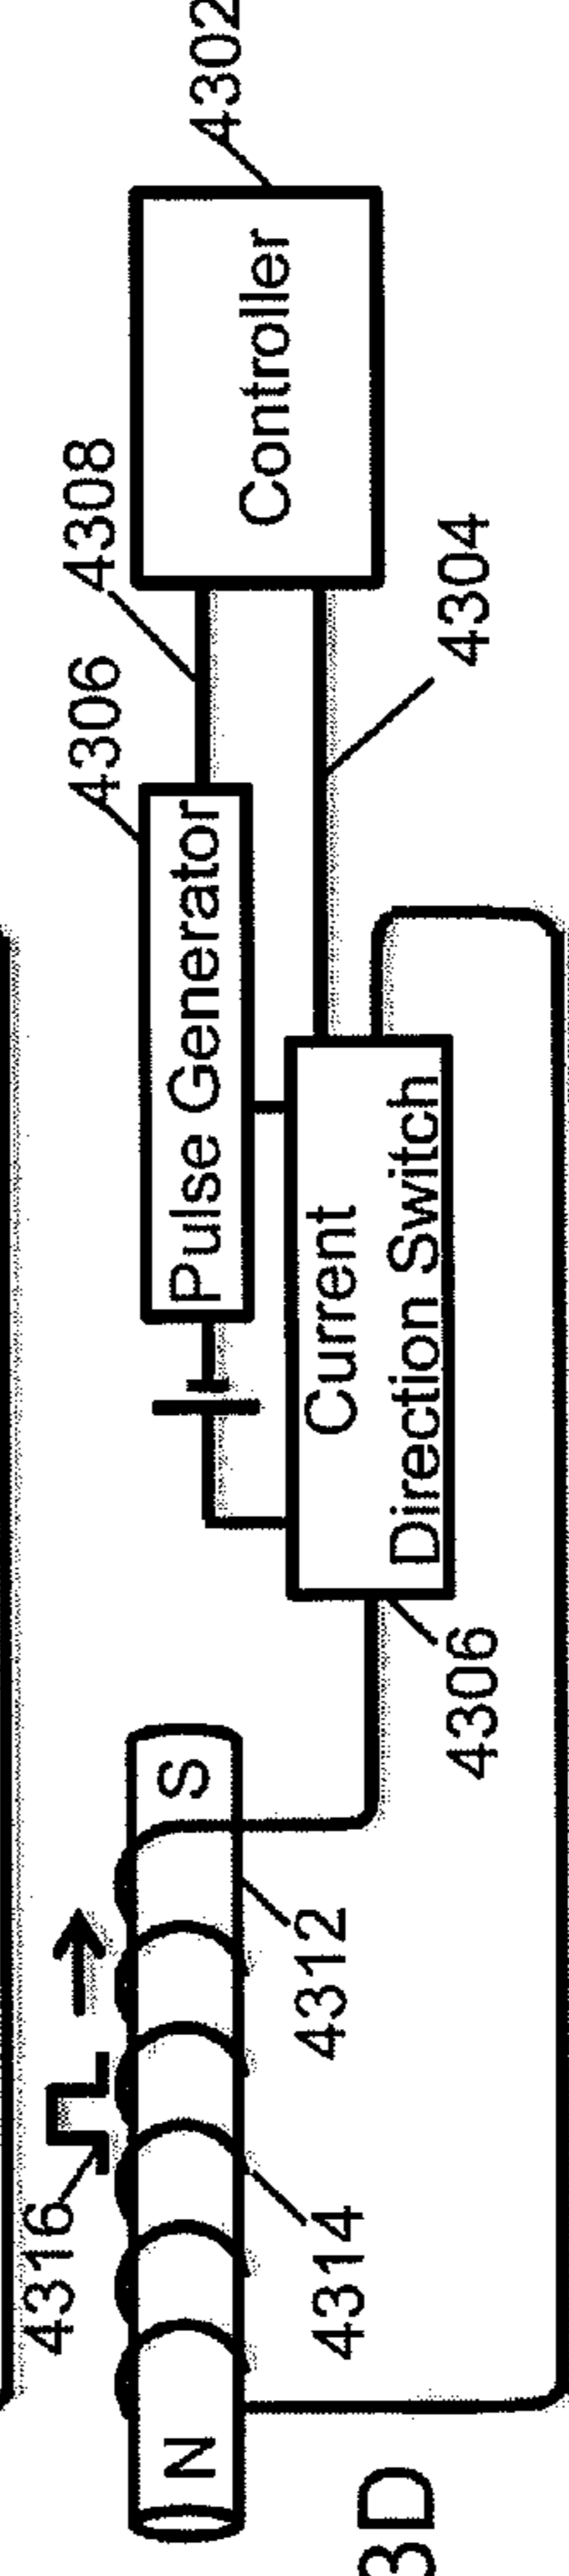 4316
4308
4306
4302
N
S
Pulse Generator
Controller
4314
4312
Current
Direction Switch
4306
4304
3D